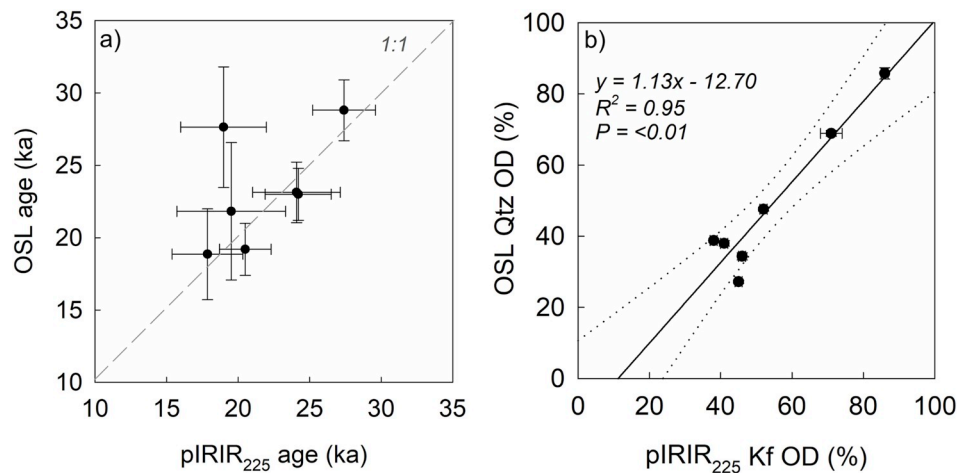 a)
1:1
35
30
25
20
15
10
OSL age (ka)
10 15 20 25 30 35
pIRIR225 age (ka)
b)
y = 1.13x - 12.70
R2 = 0.95
P = <0.01
100
80
60
40
20
0
OSL Qtz OD (%)
0 20 40 60 80 100
pIRIR225 Kf OD (%)